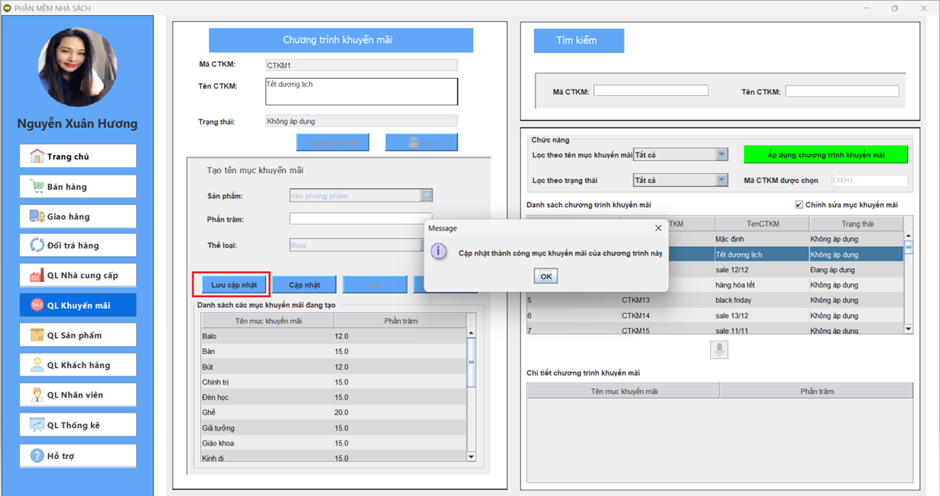 PHẦN MỀM NHÀ SÁCH
Nguyễn Xuân Hương
Trang chủ
Bán hàng
Giao hàng
Đổi trả hàng
QL Nhà cung cấp
QL Khuyến mãi
QL Sản phẩm
QL Khách hàng
QL Nhân viên
QL Thống kê
Hỗ trợ
Chương trình khuyến mãi
Mã CTKM: CTKM1
Tên CTKM: Tết dương lịch
Trạng thái: Không áp dụng
Tạo tên mục khuyến mãi
Sản phẩm: Văn phòng phẩm
Phần trăm:
Thể loại: Balo
Lưu cập nhật Cập nhật
Danh sách các mục khuyến mãi đang tạo
Tên mục khuyến mãi Phần trăm
Balo 12.0
Bàn 15.0
Bút 12.0
Chính trị 15.0
Đèn học 15.0
Ghế 20.0
Giả tưởng 15.0
Giáo khoa 15.0
Kinh dị 15.0
Message
Cập nhật thành công mục khuyến mãi của chương trình này
OK
Tìm kiếm
Mã CTKM: Tên CTKM:
Chức năng
Lọc theo tên mục khuyến mãi Tất cả Áp dụng chương trình khuyến mãi
Lọc theo trạng thái Tất cả Mã CTKM được chọn CTKM1
Danh sách chương trình khuyến mãi Chỉnh sửa mục khuyến mãi
TKM TenCTKM Trạng thái
Mặc định Không áp dụng
Tết dương lịch Không áp dụng
sale 12/12 Đang áp dụng
hàng hóa tết Không áp dụng
5 CTKM13 black friday Không áp dụng
6 CTKM14 sale 13/12 Không áp dụng
7 CTKM15 sale 11/11 Không áp dụng
Chi tiết chương trình khuyến mãi
Tên mục khuyến mãi Phần trăm